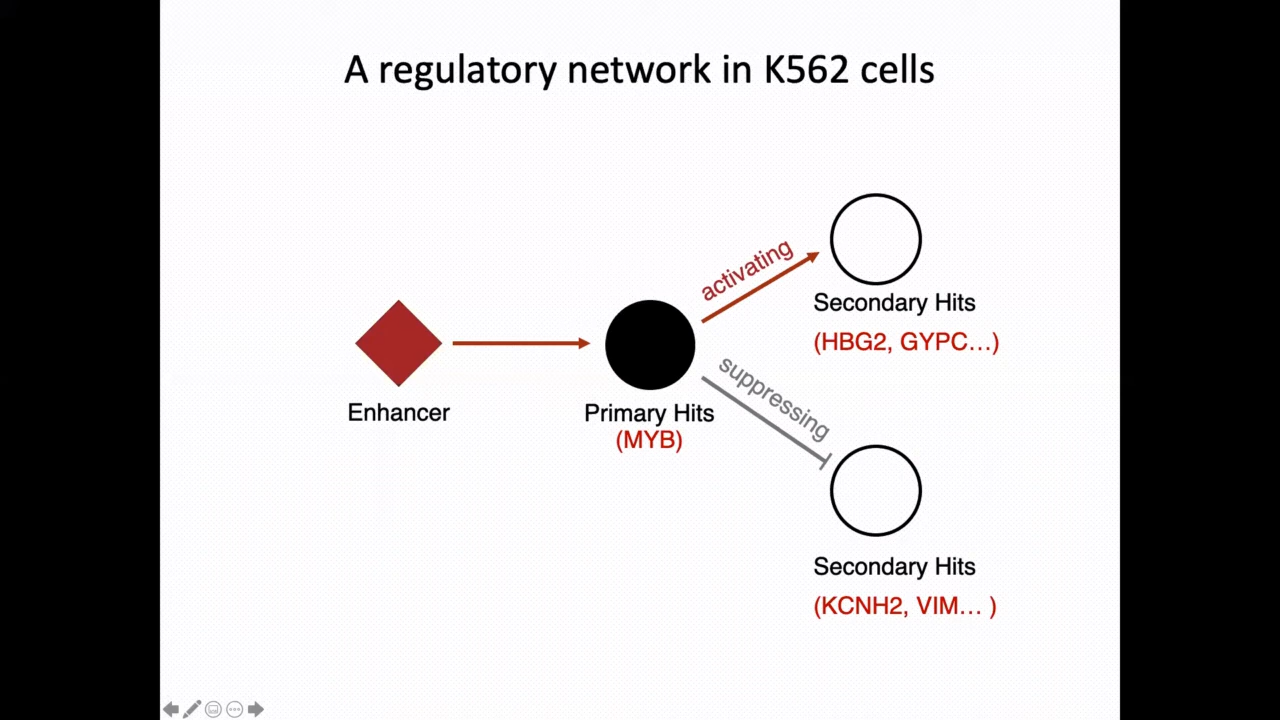 A regulatory network in K562 cells
activating
Secondary Hits
(HBG2, GYPC...)
Enhancer
Primary Hits
(MYB)
suppressing
Secondary Hits
(KCNH2, VIM... )